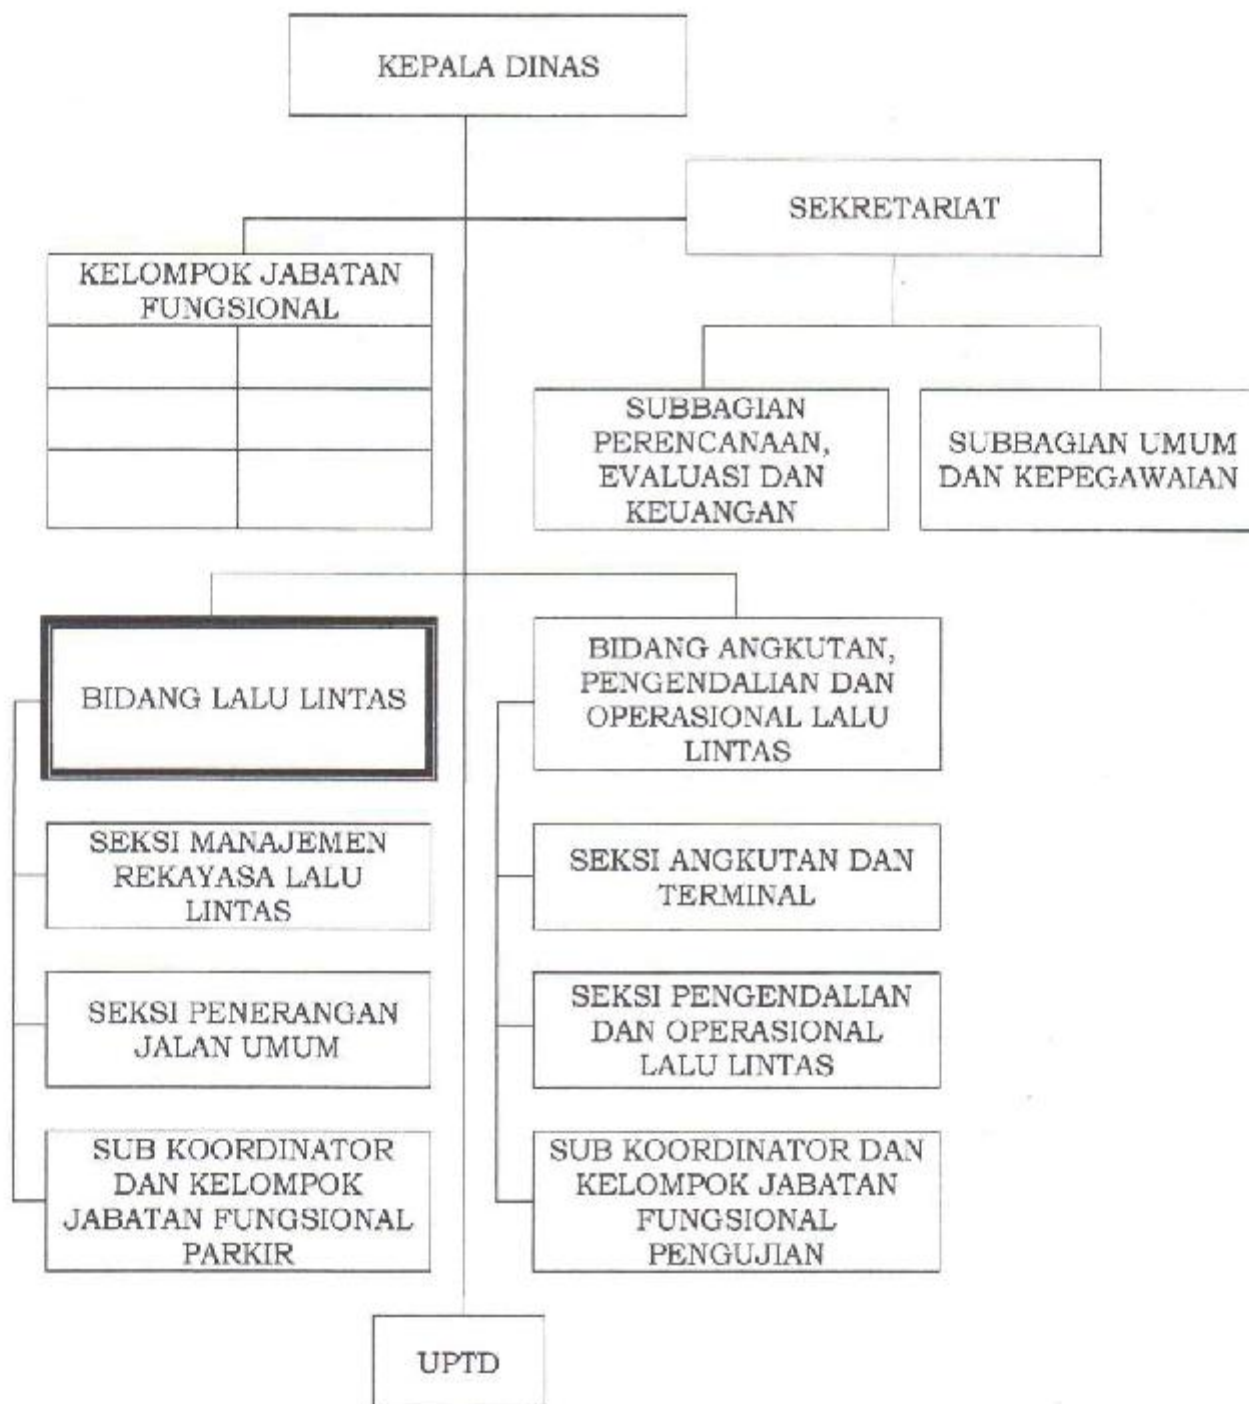 KEPALA DINAS
SEKRETARIAT
KELOMPOK JABATAN
FUNGSIONAL
SUBBAGIAN
PERENCANAAN,
EVALUASI DAN
KEUANGAN
SUBBAGIAN UMUM
DAN KEPEGAWAIAN
BIDANG LALU LINTAS
BIDANG ANGKUTAN,
PENGENDALIAN DAN
OPERASIONAL LALU
LINTAS
SEKSI MANAJEMEN
REKAYASA LALU
LINTAS
SEKSI ANGKUTAN DAN
TERMINAL
SEKSI PENERANGAN
JALAN UMUM
SEKSI PENGENDALIAN
DAN OPERASIONAL
LALU LINTAS
SUB KOORDINATOR
DAN KELOMPOK
JABATAN FUNGSIONAL
PARKIR
SUB KOORDINATOR DAN
KELOMPOK JABATAN
FUNGSIONAL
PENGUJIAN
UPTD